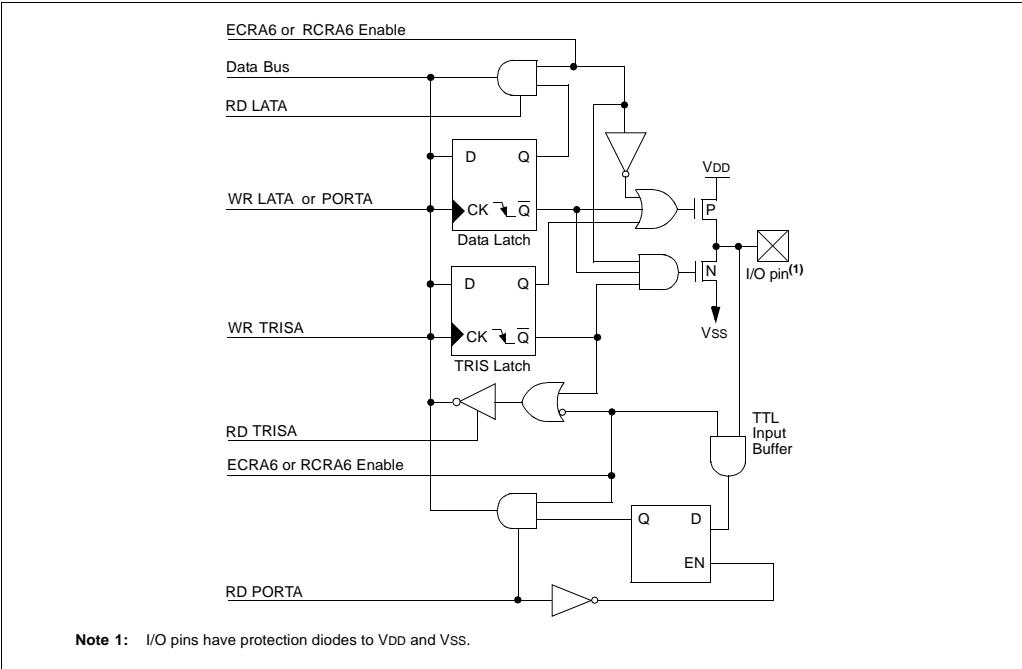 ECRA6 or RCRA6 Enable
Data Bus
RD LATA
D Q
VDD
WR LATA or PORTA
CK Q
P
Data Latch
I/O pin(1)
N
D Q
WR TRISA
CK Q
VSS
TRIS Latch
TTL
Input
Buffer
RD TRISA
ECRA6 or RCRA6 Enable
Q D
EN
RD PORTA
Note 1: I/O pins have protection diodes to VDD and VSS.